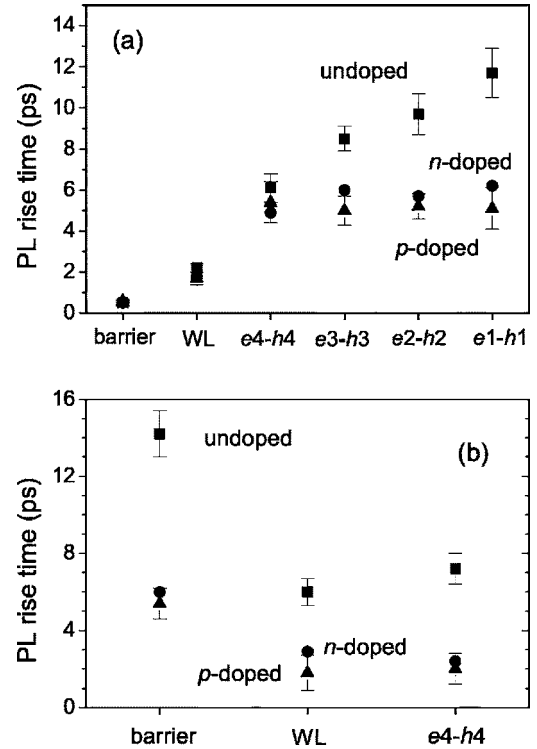 (a)
undoped
n-doped
p-doped
PL rise time (ps)
14
12
10
8
6
4
2
0
barrier WL e4-h4 e3-h3 e2-h2 e1-h1
(b)
undoped
n-doped
p-doped
PL rise time (ps)
16
12
8
4
0
barrier WL e4-h4